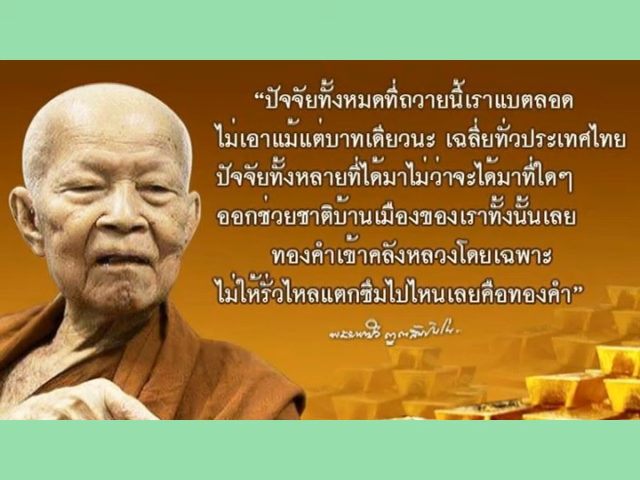 “ปัจจัยทั้งหมดที่ถวายนี้เราแบตลอด
ไม่เอาแม้แต่บาทเดียวนะ เฉลี่ยทั่วประเทศไทย
ปัจจัยทั้งหลายที่ได้มาไม่ว่าจะได้มาที่ใดๆ
ออกช่วยชาติบ้านเมืองของเราทั้งนั้นเลย
ทองคำเข้าคลังหลวงโดยเฉพาะ
ไม่ให้รั่วไหลแตกซึมไปไหนเลยคือทองคำ”